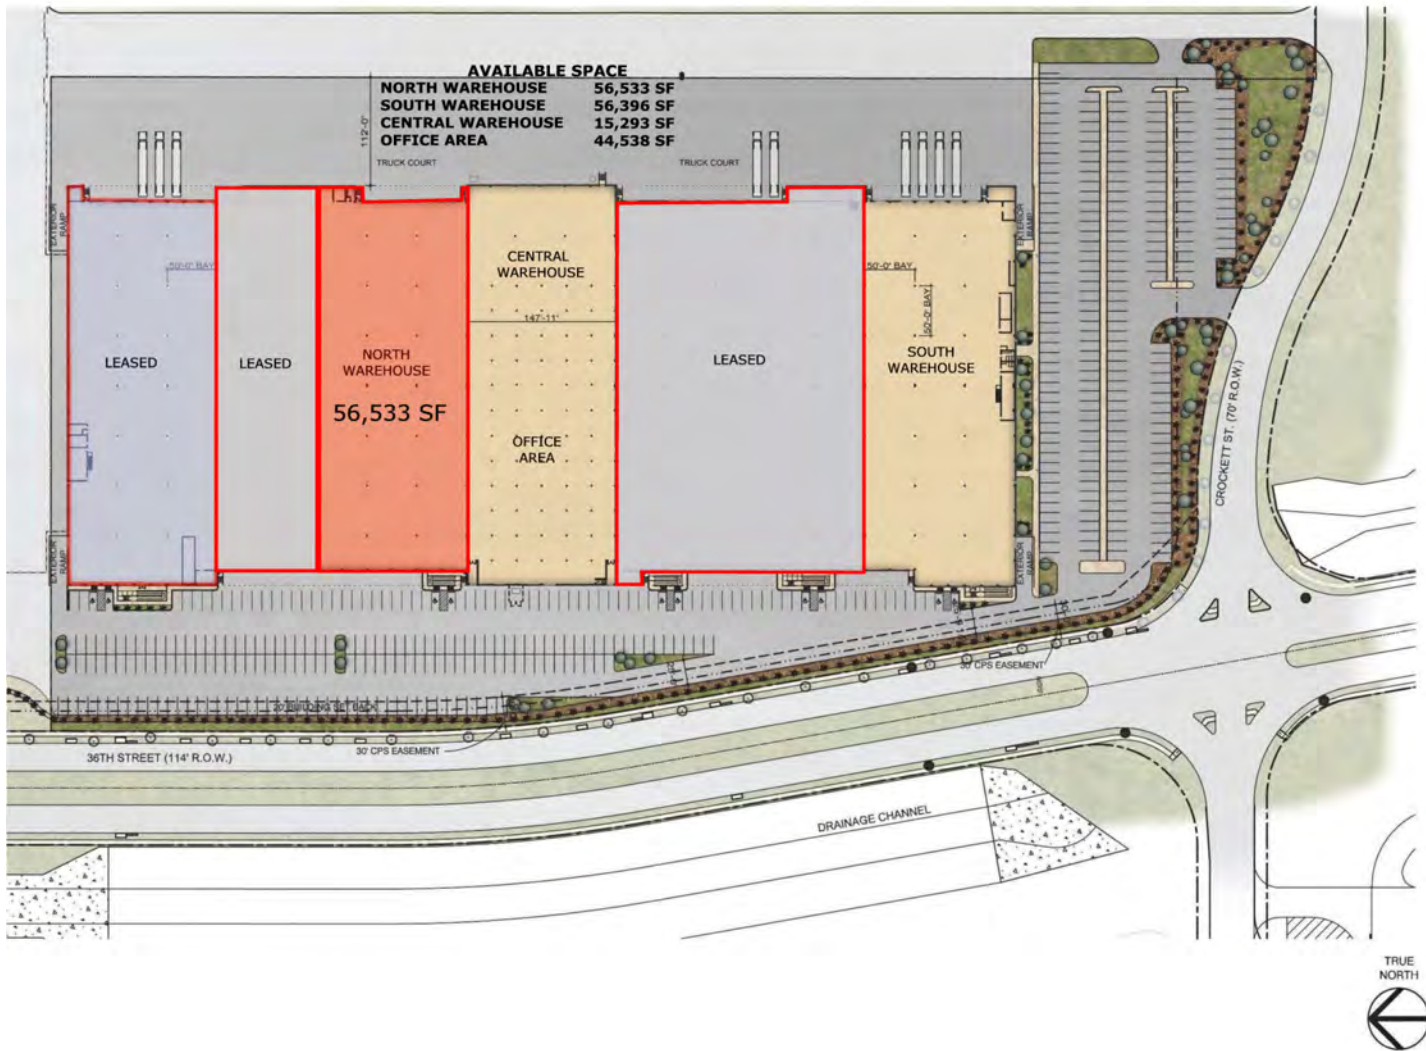 AVAILABLE SPACE
NORTH WAREHOUSE 56,533 SF
SOUTH WAREHOUSE 56,396 SF
CENTRAL WAREHOUSE 15,293 SF
OFFICE AREA 44,538 SF
112'-0"
TRUCK COURT
TRUCK COURT
EXTERIOR
RAMP
EXTERIOR
RAMP
50'-0" BAY
CENTRAL
WAREHOUSE
50'-0" BAY
50'-0" BAY
147'-11"
LEASED
LEASED
NORTH
WAREHOUSE
56,533 SF
LEASED
SOUTH
WAREHOUSE
OFFICE
AREA
CROCKETT ST. (70' R.O.W.)
EXTERIOR
RAMP
EXTERIOR
RAMP
30' CPS EASEMENT
20' BUILDING SET BACK
30' CPS EASEMENT
36TH STREET (114' R.O.W.)
DRAINAGE CHANNEL
TRUE
NORTH